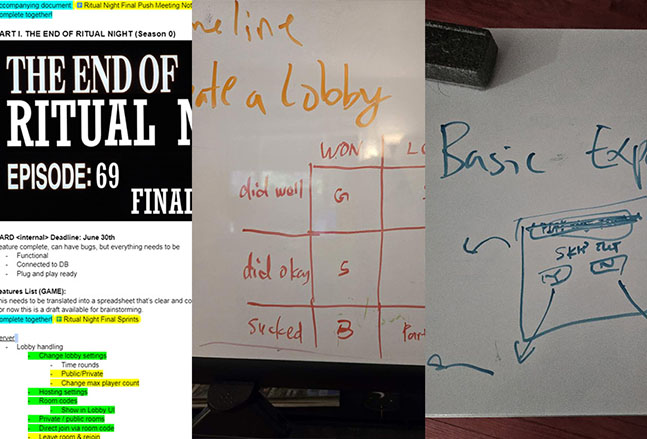 ccompanying document Ritual Night Final Push Meeting Not
omplete together!
ART I. THE END OF RITUAL NIGHT (Season 0)
THE END OF
RITUAL N
EPISODE: 69
FINAL
ARD <internal> Deadline: June 30th
eature complete, can have bugs, but everything needs to be
- Functional
- Connected to DB
- Plug and play ready
eatures List (GAME):
his needs to be translated into a spreadsheet that's clear and co
or now this is a draft available for brainstorming.
omplete together! Ritual Night Final Sprints
erver
- Lobby handling
- Change lobby settings
- Time rounds
- Public/Private
- Change max player count
- Hosting settings
- Room codes
- Show in Lobby UI
- Private / public rooms
- Direct join via room code
- Leave room & rejoin
meline
ate a Lobby
WON LO
did well G
did okay S
Sucked B Par
Basic Exp
Y N